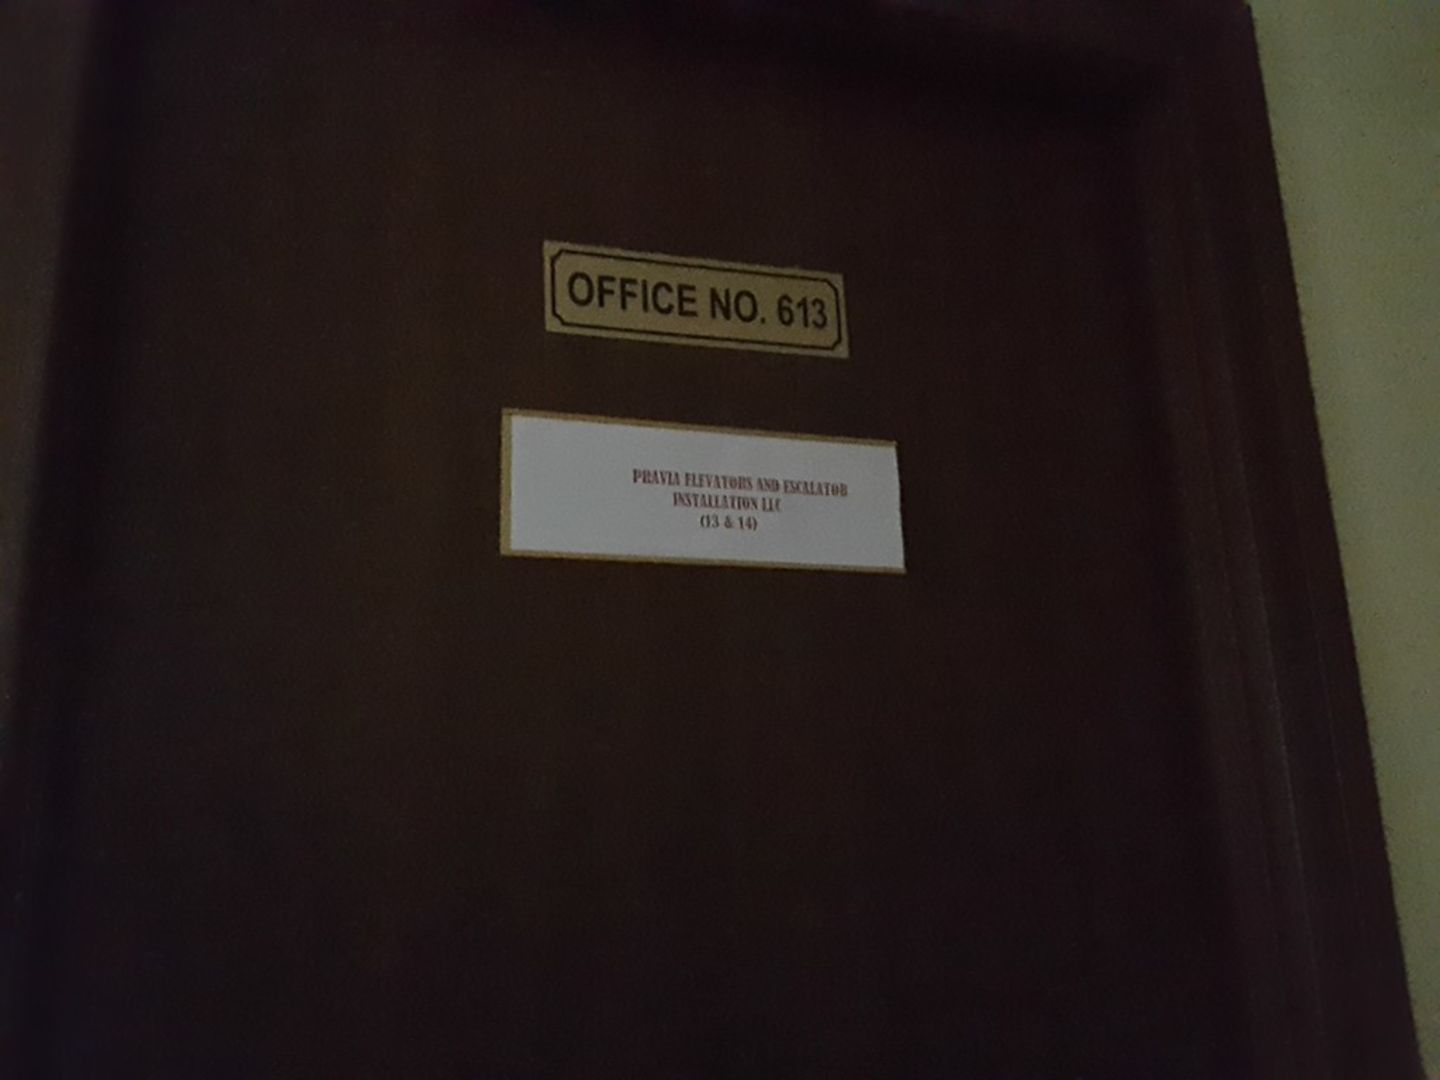 OFFICE NO. 613
PRAVIA ELEVATORS AND ESCALATOR
INSTALLATION LLC
(13 & 14)